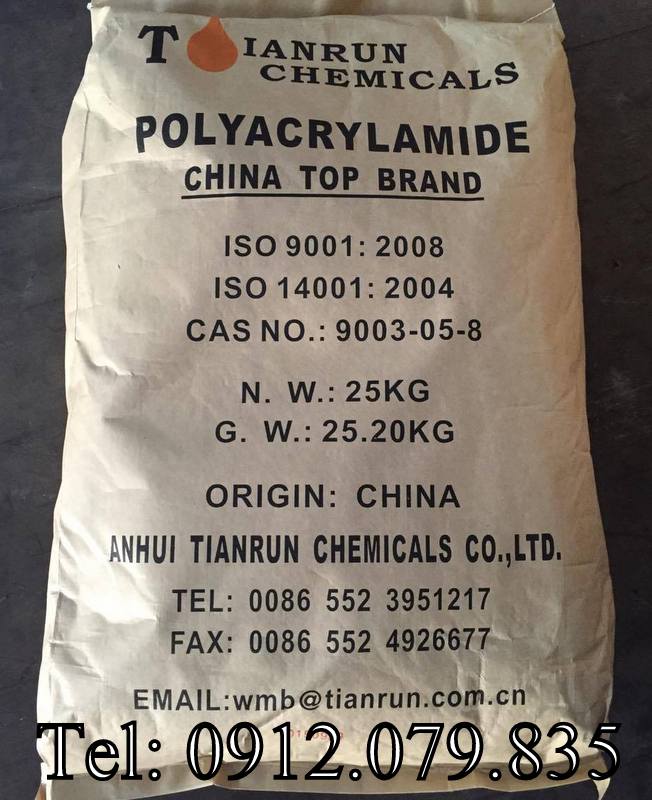 TIANRUN
CHEMICALS
POLYACRYLAMIDE
CHINA TOP BRAND
ISO 9001: 2008
ISO 14001: 2004
CAS NO.: 9003-05-8
N. W.: 25KG
G. W.: 25.20KG
ORIGIN: CHINA
ANHUI TIANRUN CHEMICALS CO.,LTD.
TEL: 0086 552 3951217
FAX: 0086 552 4926677
EMAIL:wmb@tianrun.com.cn
Tel: 0912.079.835